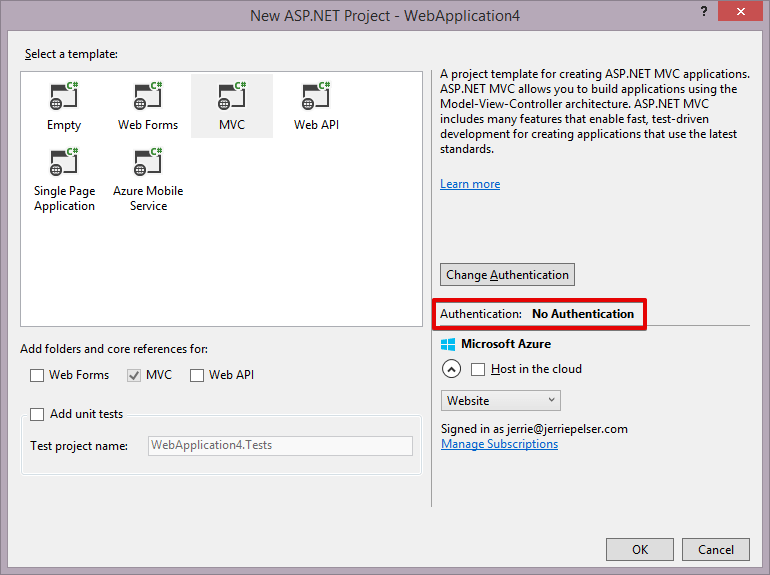 New ASP.NET Project - WebApplication4
?
Select a template:
C#
C#
C#
C#
Empty
Web Forms
MVC
Web API
C#
C#
Single Page
Application
Azure Mobile
Service
A project template for creating ASP.NET MVC applications.
ASP.NET MVC allows you to build applications using the
Model-View-Controller architecture. ASP.NET MVC
includes many features that enable fast, test-driven
development for creating applications that use the latest
standards.
Learn more
Change Authentication
Authentication: No Authentication
Add folders and core references for:
Web Forms
MVC
Web API
Add unit tests
Test project name:
WebApplication4.Tests
Microsoft Azure
Host in the cloud
Website
Signed in as jerrie@jerriepelser.com
Manage Subscriptions
OK
Cancel